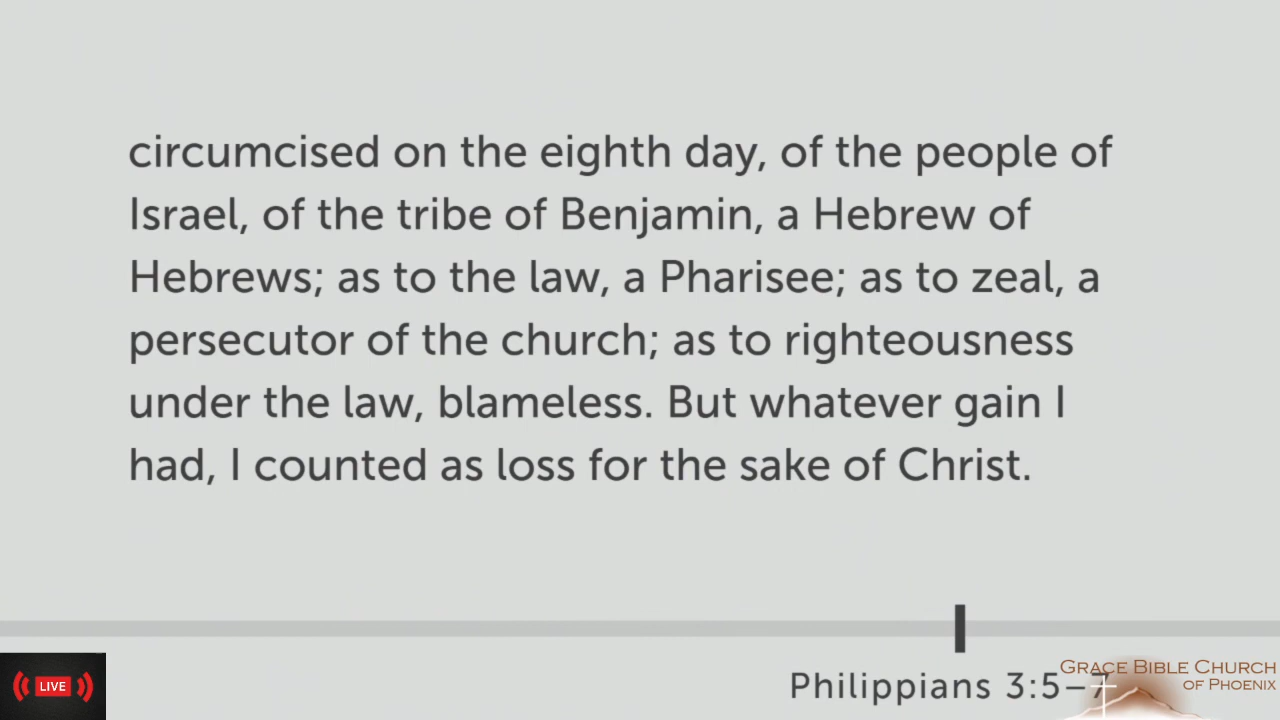 circumcised on the eighth day, of the people of
Israel, of the tribe of Benjamin, a Hebrew of
Hebrews; as to the law, a Pharisee; as to zeal, a
persecutor of the church; as to righteousness
under the law, blameless. But whatever gain I
had, I counted as loss for the sake of Christ.
LIVE
Philippians 3:5–7
Grace Bible Church
of Phoenix